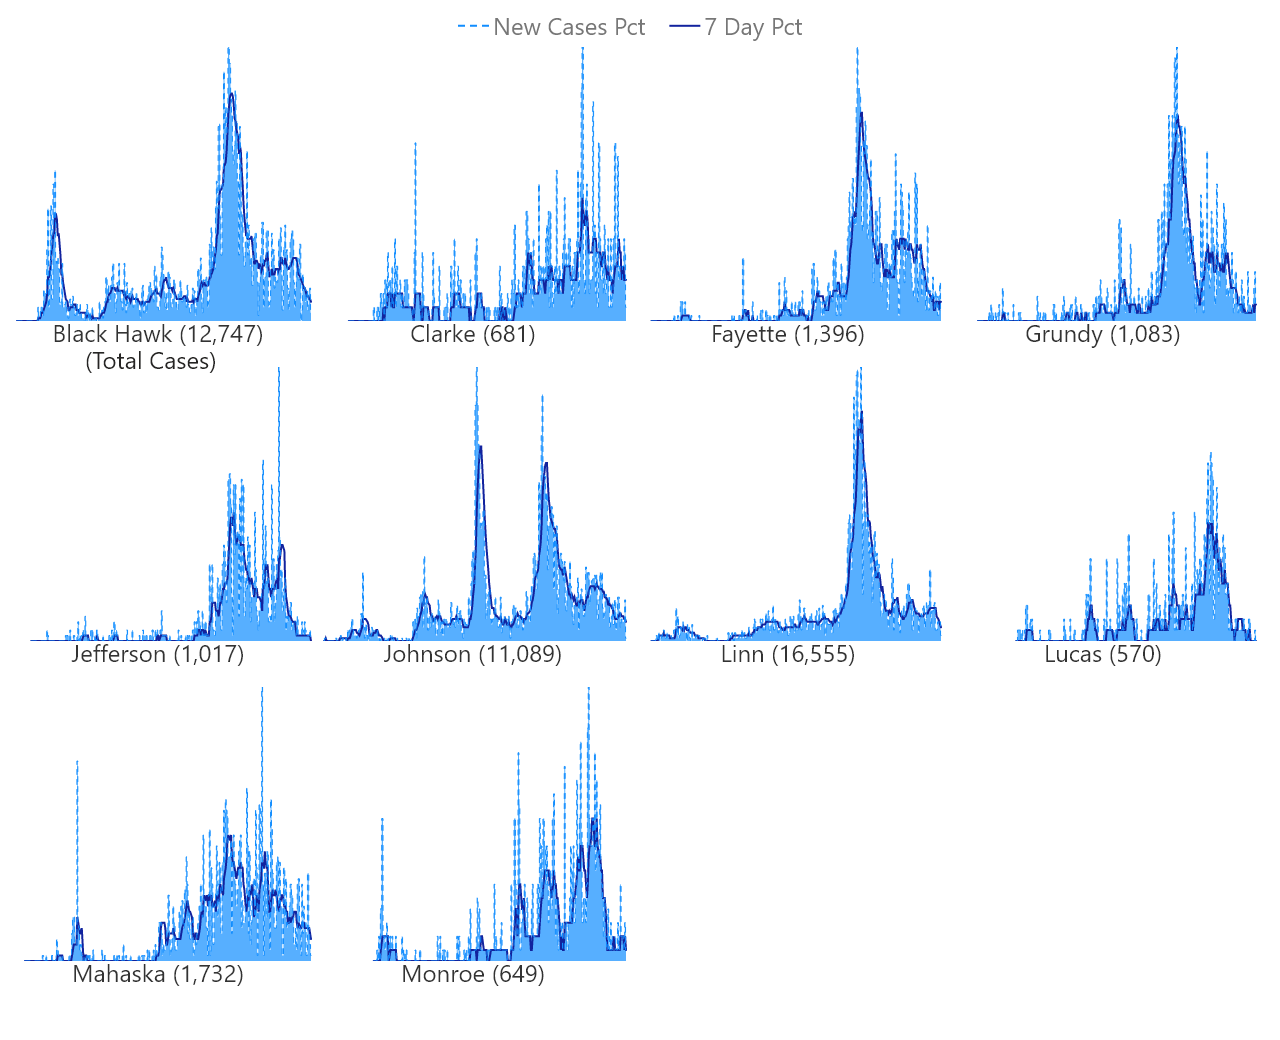 New Cases Pct 7 Day Pct
Black Hawk (12,747) Clarke (681) Fayette (1,396) Grundy (1,083)
(Total Cases)
Jefferson (1,017) Johnson (11,089) Linn (16,555) Lucas (570)
Mahaska (1,732) Monroe (649)